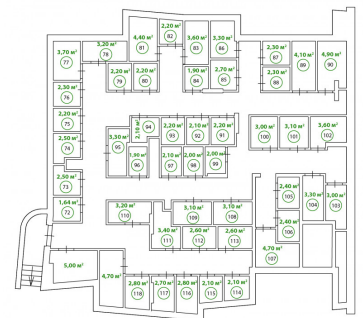 2,20 м²
82
4,40 м²
81
3,60 м²
83
3,30 м²
86
3,20 м²
78
3,70 м²
77
2,30 м²
87
4,10 м²
89
4,90 м²
90
3,20 м²
79
2,20 м²
80
1,90 м²
84
2,70 м²
85
2,30 м²
88
2,30 м²
76
2,20 м²
75
2,10 м²
94
2,20 м²
93
2,10 м²
92
2,20 м²
91
3,00 м²
100
3,10 м²
101
5,60 м²
102
2,50 м²
74
3,50 м²
95
1,90 м²
96
2,10 м²
97
2,00 м²
98
2,00 м²
99
2,50 м²
73
2,40 м²
105
3,30 м²
104
3,00 м²
103
1,64 м²
72
3,20 м²
110
3,10 м²
109
3,10 м²
108
2,40 м²
106
3,40 м²
111
2,60 м²
112
2,60 м²
113
4,70 м²
107
5,00 м²
4,70 м²
2,80 м²
118
2,70 м²
117
2,80 м²
116
2,10 м²
115
2,10 м²
114